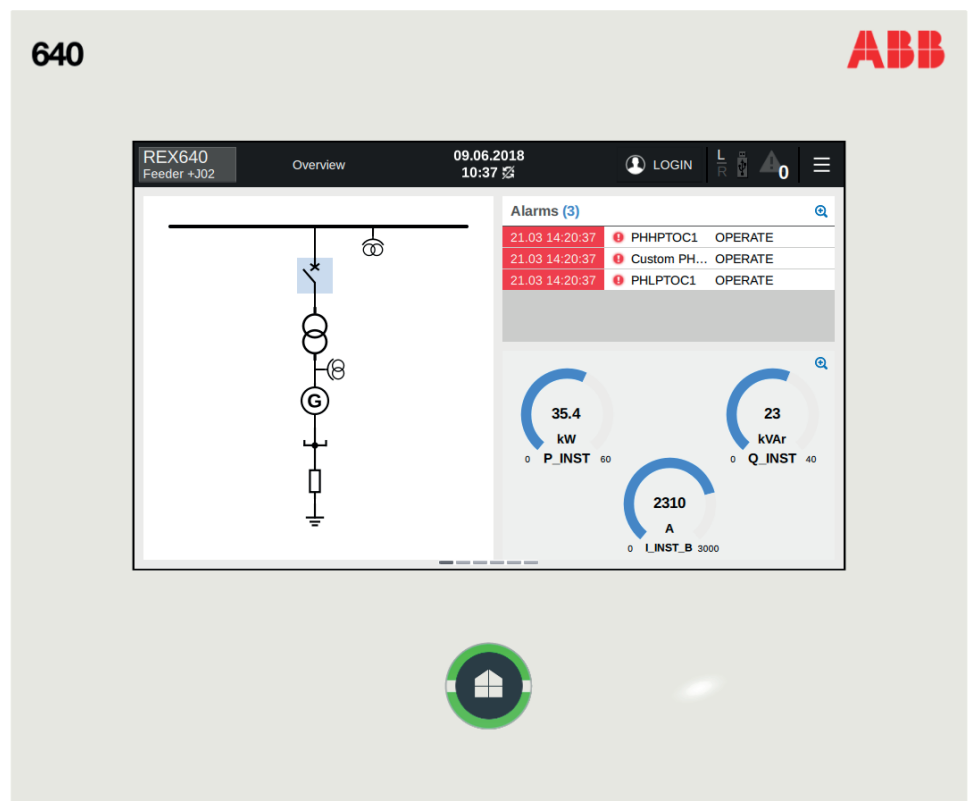 640
ABB
REX640
Feeder +J02
Overview
09.06.2018
10:37
LOGIN
L
R
0
Alarms (3)
21.03 14:20:37 PHHPTOC1 OPERATE
21.03 14:20:37 Custom PH... OPERATE
21.03 14:20:37 PHLPTOC1 OPERATE
G
35.4
kW
0 P_INST 60
23
kVAr
0 Q_INST 40
2310
A
0 I_INST_B 3000